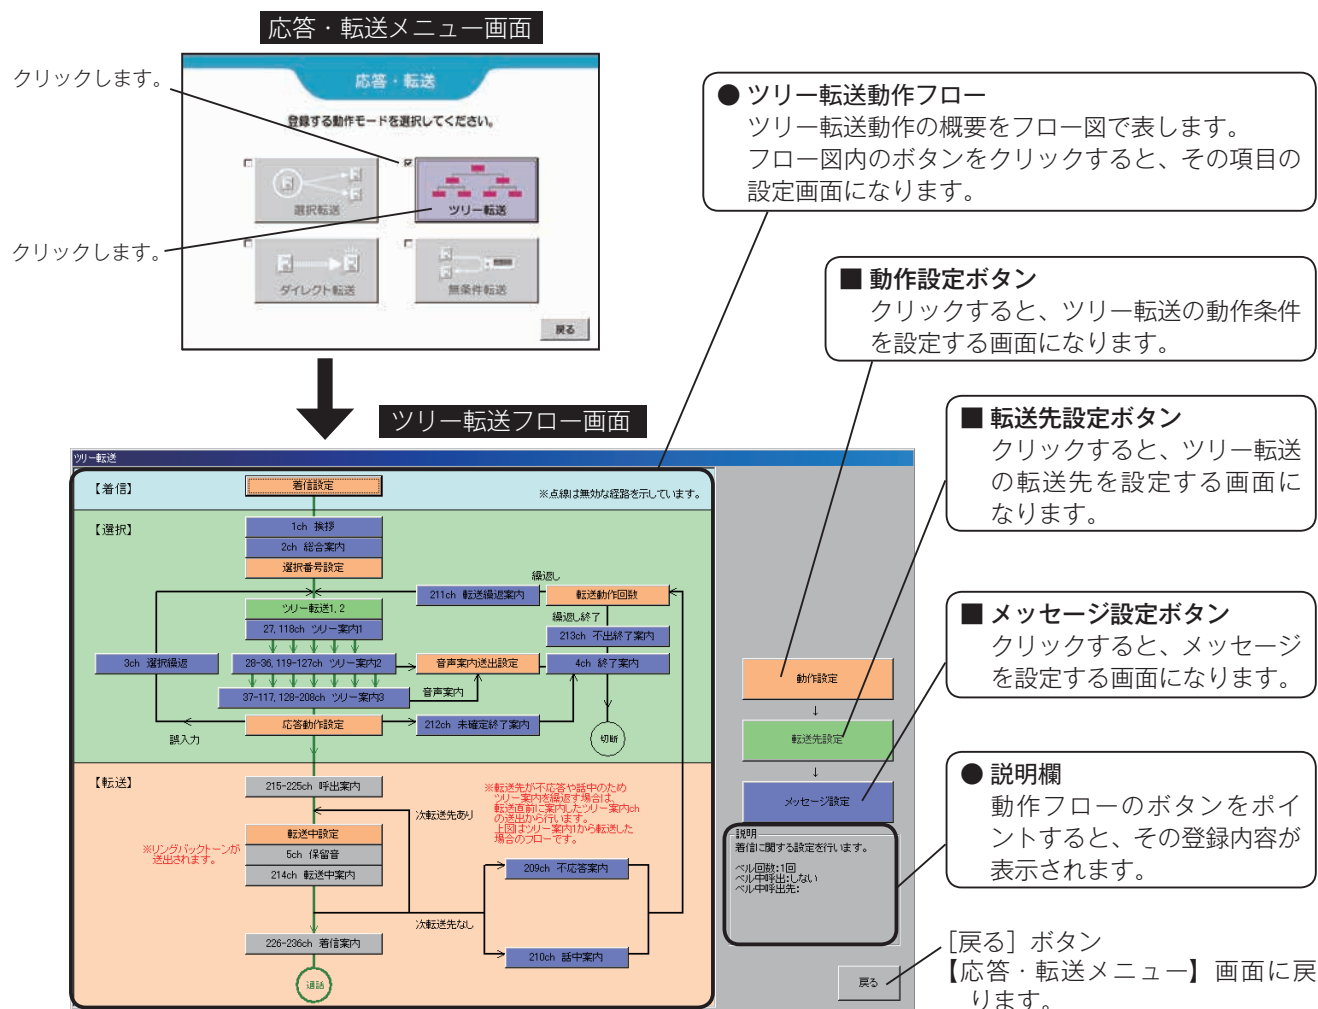 応答・転送メニュー画面
クリックします。
応答・転送
登録する動作モードを選択してください。
選択転送
ツリー転送
クリックします。
ダイレクト転送
無条件転送
戻る
● ツリー転送動作フロー
ツリー転送動作の概要をフロー図で表します。
フロー図内のボタンをクリックすると、その項目の
設定画面になります。
■ 動作設定ボタン
クリックすると、ツリー転送の動作条件
を設定する画面になります。
■ 転送先設定ボタン
クリックすると、ツリー転送
の転送先を設定する画面に
なります。
■ メッセージ設定ボタン
クリックすると、メッセージ
を設定する画面になります。
● 説明欄
動作フローのボタンをポイ
ントすると、その登録内容が
表示されます。
[戻る] ボタン
【応答・転送メニュー】画面に戻
ります。
ツリー転送フロー画面
ツリー転送
【着信】
着信設定
※点線は無効な経路を示しています。
【選択】
1ch 挨拶
2ch 総合案内
選択番号設定
繰返し
211ch 転送繰返案内
転送動作回数
ツリー転送1, 2
繰返し終了
27, 118ch ツリー案内1
213ch 不出終了案内
3ch 選択繰返
28-36, 119-127ch ツリー案内2
音声案内送出設定
4ch 終了案内
37-117, 128-208ch ツリー案内3
音声案内
応答動作設定
212ch 未確定終了案内
誤入力
切断
【転送】
215-225ch 呼出案内
※転送先が不応答や話中のため
ツリー案内を繰返す場合は、
転送直前に案内したツリー案内ch
の送出から行います。
上図はツリー案内1から転送した
場合のフローです。
次転送先あり
転送中設定
※リングバックトーンが
送出されます。
5ch 保留音
214ch 転送中案内
209ch 不応答案内
次転送先なし
226-236ch 着信案内
210ch 話中案内
通話
動作設定
↓
転送先設定
↓
メッセージ設定
説明
着信に関する設定を行います。
ベル回数:1回
ベル中呼出:しない
ベル中呼出先:
戻る